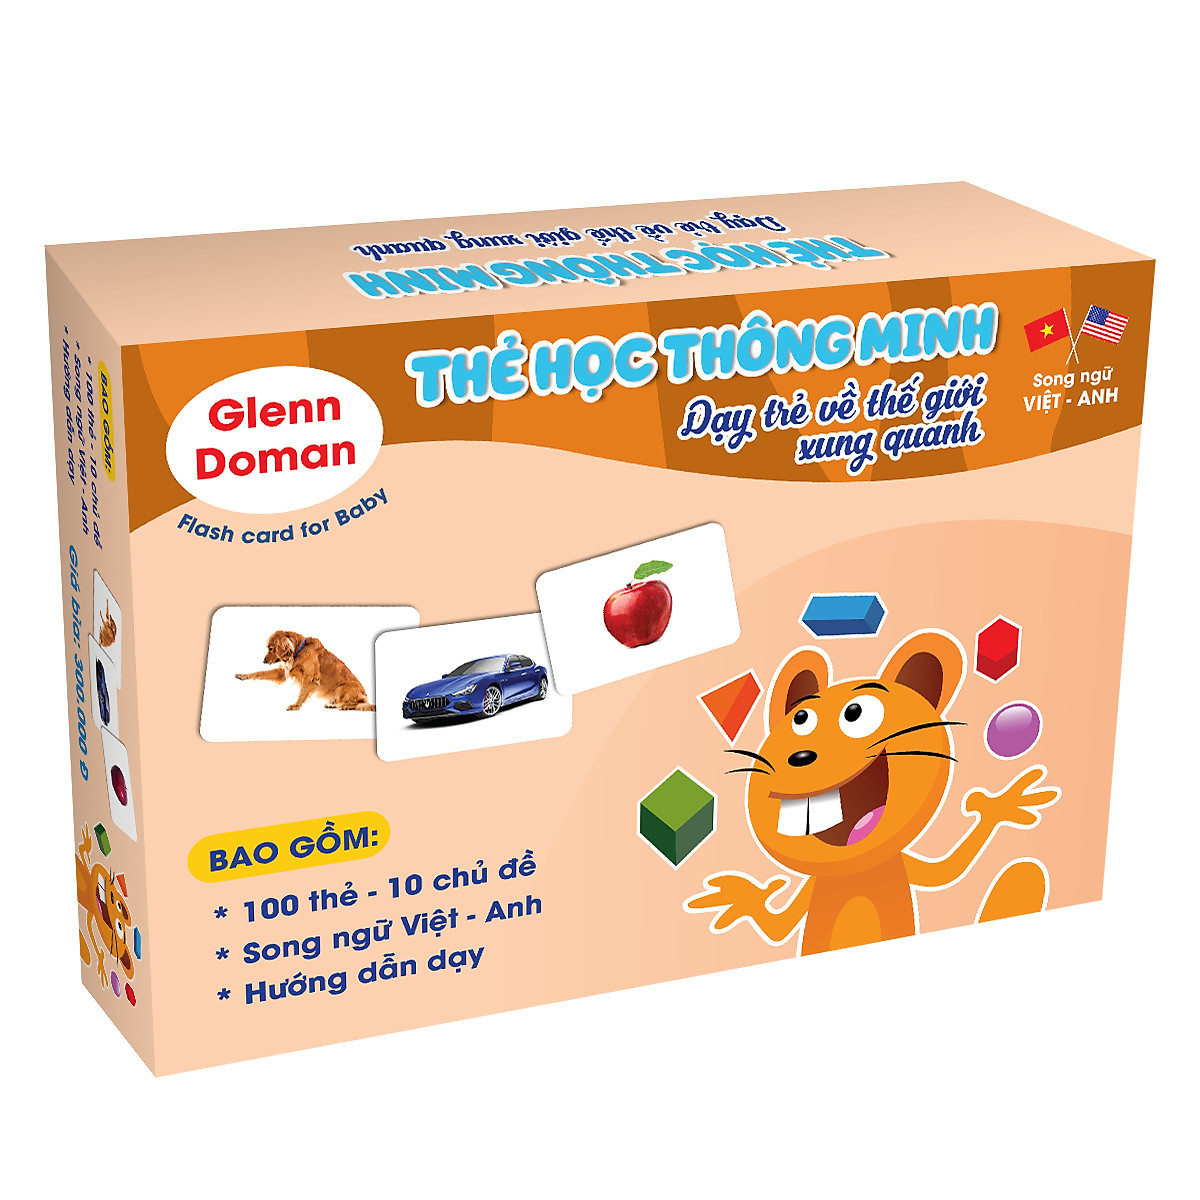 Dạy trẻ về thế giới xung quanh
THẺ HỌC THÔNG MINH
THẺ HỌC THÔNG MINH
Dạy trẻ về thế giới
xung quanh
Song ngữ
VIỆT - ANH
Glenn
Doman
Flash card for Baby
BAO GỒM:
* 100 thẻ - 10 chủ đề
* Song ngữ Việt - Anh
* Hướng dẫn dạy
BAO GỒM:
* 100 thẻ - 10 chủ đề
* Song ngữ Việt - Anh
* Hướng dẫn dạy
Giá bìa: 300.000 Đ